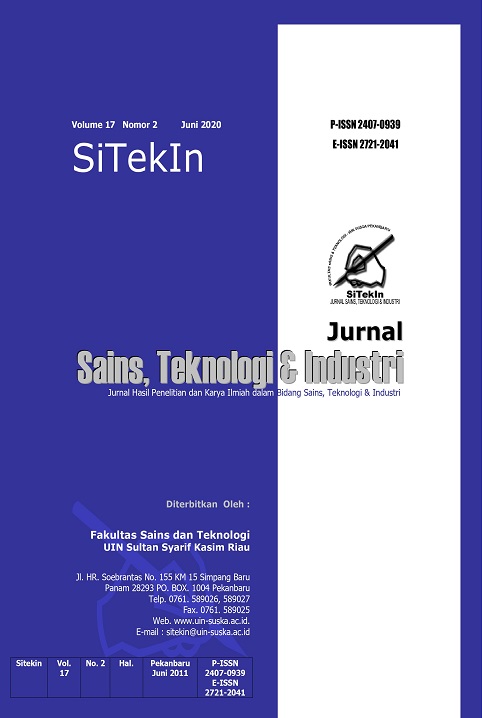 Volume 17 Nomor 2 Juni 2020
SiTekIn
P-ISSN 2407-0939
E-ISSN 2721-2041
SiTekIn
JURNAL SAINS, TEKNOLOGI & INDUSTRI
Jurnal
Sains, Teknologi & Industri
Jurnal Hasil Penelitian dan Karya Ilmiah dalam Bidang Sains, Teknologi & Industri
Diterbitkan Oleh :
Fakultas Sains dan Teknologi
UIN Sultan Syarif Kasim Riau
Jl. HR. Soebrantas No. 155 KM 15 Simpang Baru
Panam 28293 PO. BOX. 1004 Pekanbaru
Telp. 0761. 589026, 589027
Fax. 0761. 589025
Web. www.uin-suska.ac.id.
E-mail : sitekin@uin-suska.ac.id
Sitekin Vol. 17 No. 2 Hal. Pekanbaru Juni 2011 P-ISSN 2407-0939 E-ISSN 2721-2041